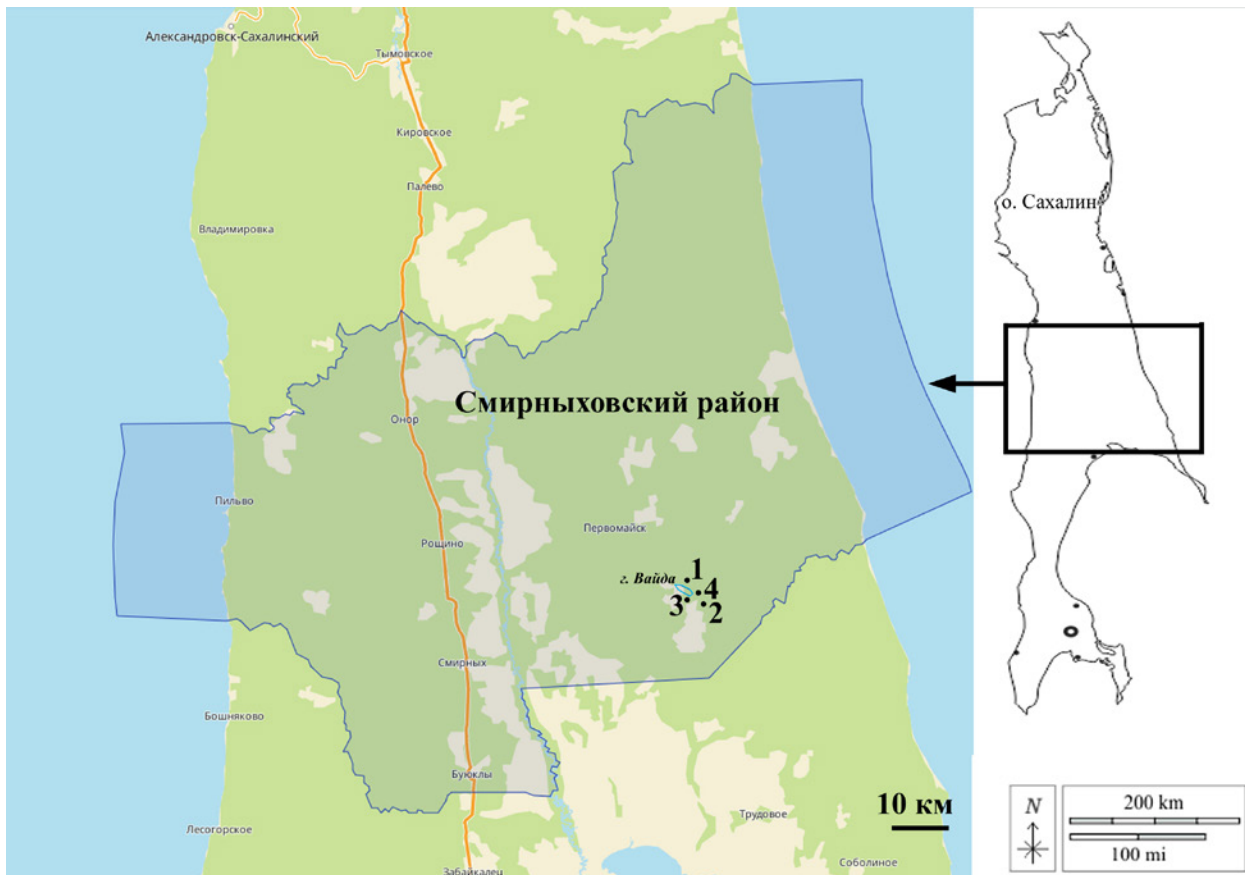 Александровск-Сахалинский
Тымовское
Кировское
Палево
Владимировка
о. Сахалин
Смирныховский район
Онор
Пильво
Первомайск
Рощино
г. Вайда
1
4
3
2
Смирных
Бошняково
Буюклы
10 км
Трудовое
Лесогорское
Соболиное
Забайкалец
N
200 km
100 mi